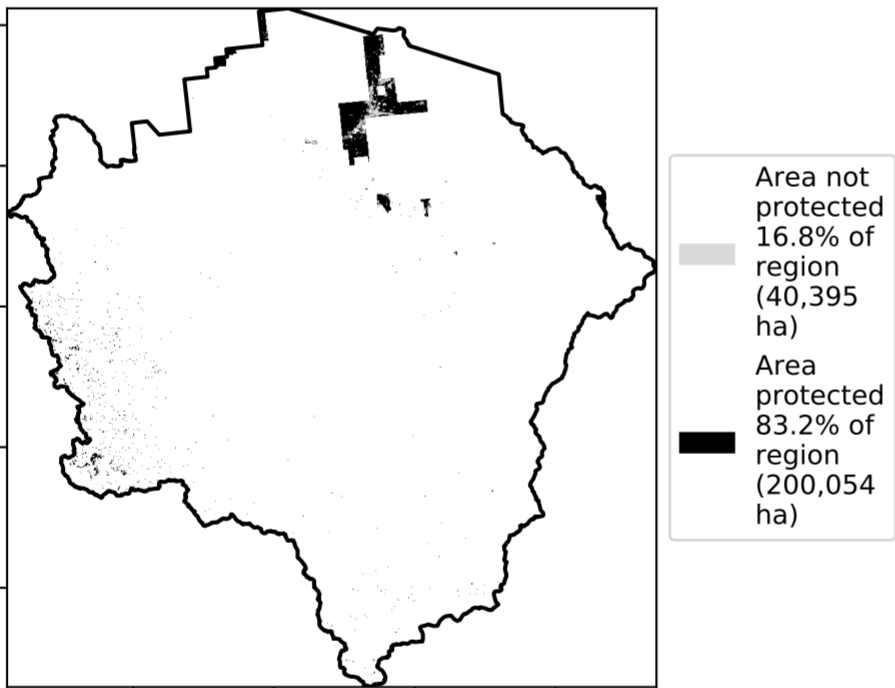 Area not
protected
16.8% of
region
(40,395
ha)
Area
protected
83.2% of
region
(200,054
ha)